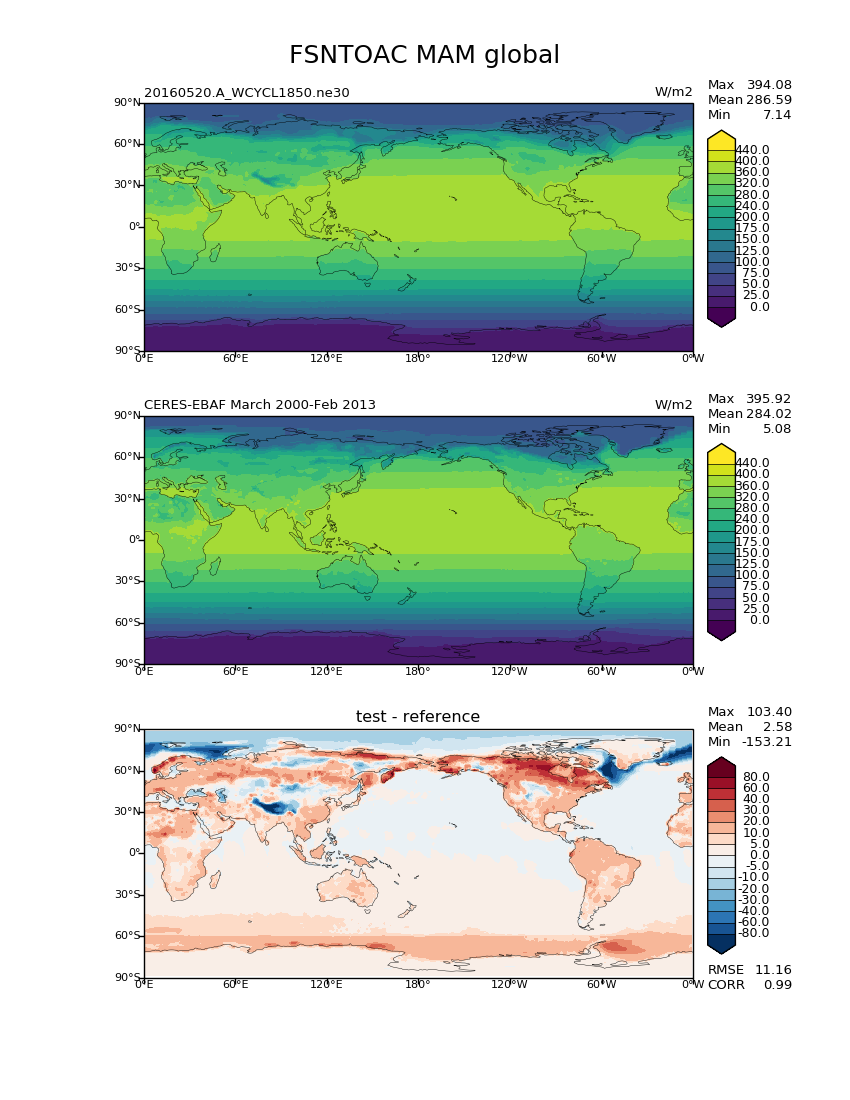 FSNTOAC MAM global
20160520.A_WCYCL1850.ne30 W/m2
Max 394.08
Mean 286.59
Min 7.14
90°N
60°N
30°N
0°
30°S
60°S
90°S
0°E 60°E 120°E 180° 120°W 60°W 0°W
440.0
400.0
360.0
320.0
280.0
240.0
200.0
175.0
150.0
125.0
100.0
75.0
50.0
25.0
0.0
CERES-EBAF March 2000-Feb 2013 W/m2
Max 395.92
Mean 284.02
Min 5.08
90°N
60°N
30°N
0°
30°S
60°S
90°S
0°E 60°E 120°E 180° 120°W 60°W 0°W
440.0
400.0
360.0
320.0
280.0
240.0
200.0
175.0
150.0
125.0
100.0
75.0
50.0
25.0
0.0
test - reference
Max 103.40
Mean 2.58
Min -153.21
90°N
60°N
30°N
0°
30°S
60°S
90°S
0°E 60°E 120°E 180° 120°W 60°W 0°W
80.0
60.0
40.0
30.0
20.0
10.0
5.0
0.0
-5.0
-10.0
-20.0
-30.0
-40.0
-60.0
-80.0
RMSE 11.16
CORR 0.99